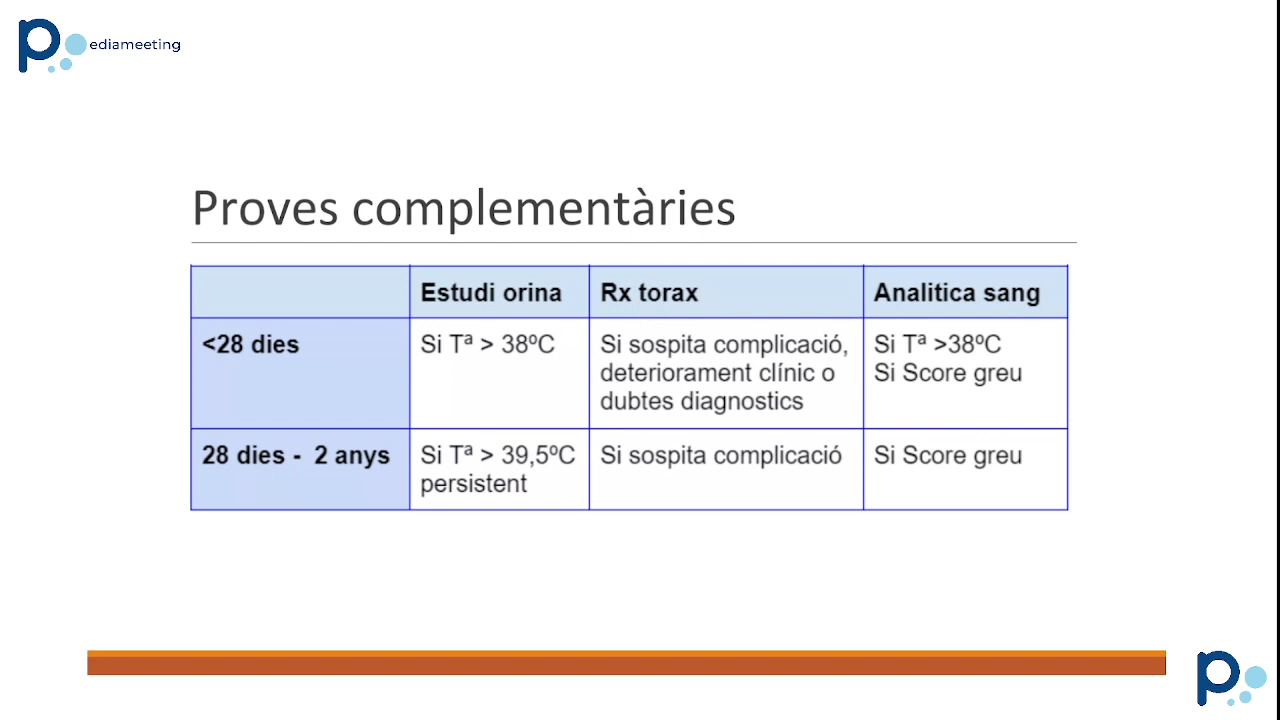 pediameeting
Proves complementàries
Estudi orina
Rx torax
Analitica sang
<28 dies
Si Tª > 38ºC
Si sospita complicació,
deteriorament clínic o
dubtes diagnostics
Si Tª >38ºC
Si Score greu
28 dies - 2 anys
Si Tª > 39,5ºC
persistent
Si sospita complicació
Si Score greu
p